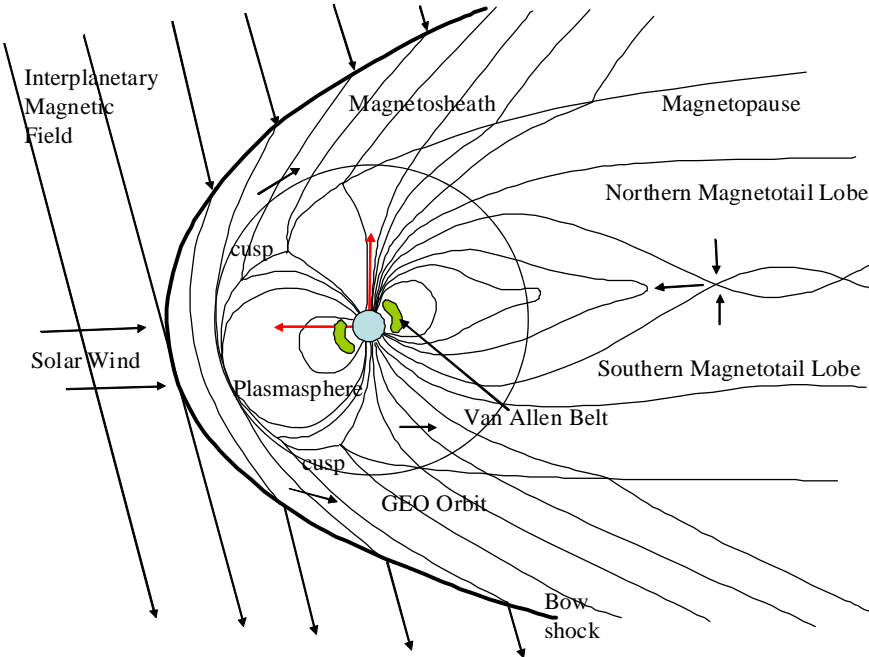 Interplanetary
Magnetic
Field
Magnetosheath
Magnetopause
Northern Magnetotail Lobe
cusp
Solar Wind
Plasmasphere
Southern Magnetotail Lobe
Van Allen Belt
cusp
GEO Orbit
Bow
shock